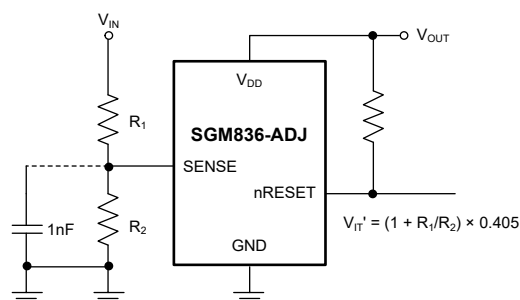 V_IN
V_OUT
V_DD
R_1
SGM836-ADJ
SENSE
nRESET
1nF
R_2
V_IT' = (1 + R_1/R_2) × 0.405
GND